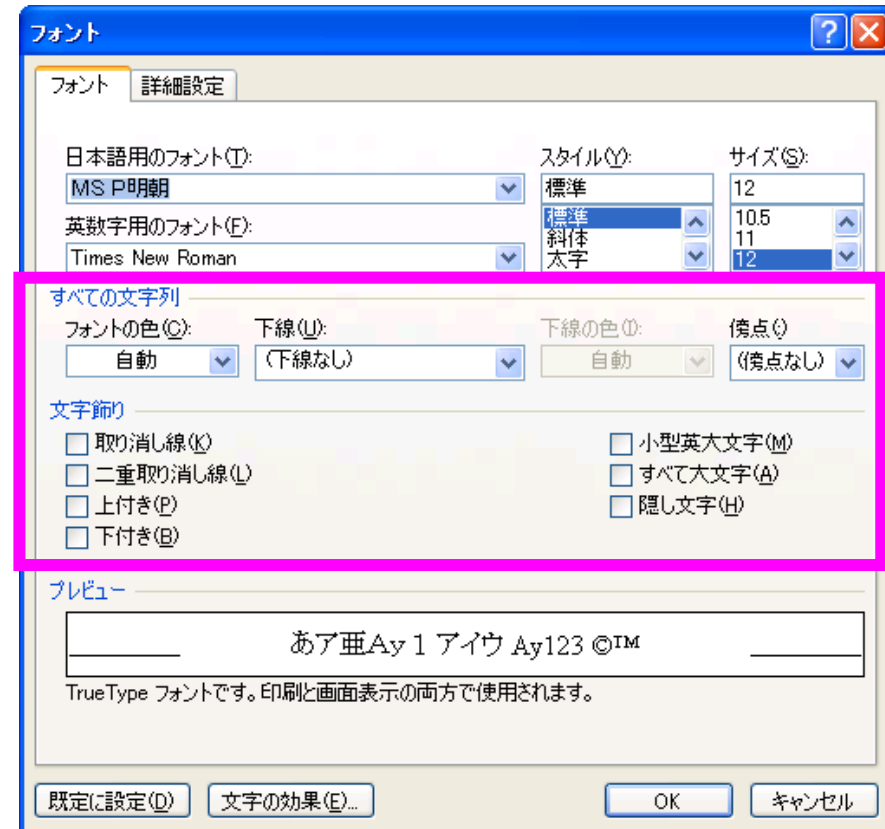 フォント
フォント 詳細設定
日本語用のフォント(T): スタイル(Y): サイズ(S):
MS P明朝 標準 12
英数字用のフォント(F): 標準 10.5
斜体 11
Times New Roman 太字 12
すべての文字列
フォントの色(C): 下線(U): 下線の色(I): 傍点(:)
自動 (下線なし) 自動 (傍点なし)
文字飾り
取り消し線(K) 小型英大文字(M)
二重取り消し線(L) すべて大文字(A)
上付き(P) 隠し文字(H)
下付き(B)
プレビュー
あア亜Ay 1 アイウ Ay123 ©™
TrueType フォントです。印刷と画面表示の両方で使用されます。
既定に設定(D) 文字の効果(E)... OK キャンセル